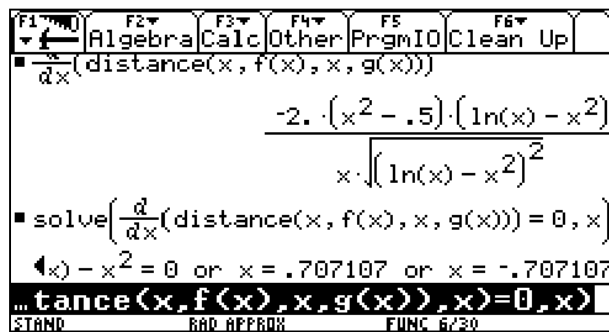 F1 F2 F3 F4 F5 F6
Algebra Calc Other PrgmIO Clean Up
d/dx(distance(x,f(x),x,g(x)))
-2.·(x²-.5)·(ln(x)-x²)
x·√(ln(x)-x²)²
solve(d/dx(distance(x,f(x),x,g(x)))=0,x)
x)-x²=0 or x=.707107 or x=-.707107
…tance(x,f(x),x,g(x)),x)=0,x)
STAND RAD APPROX FUNC 6/30